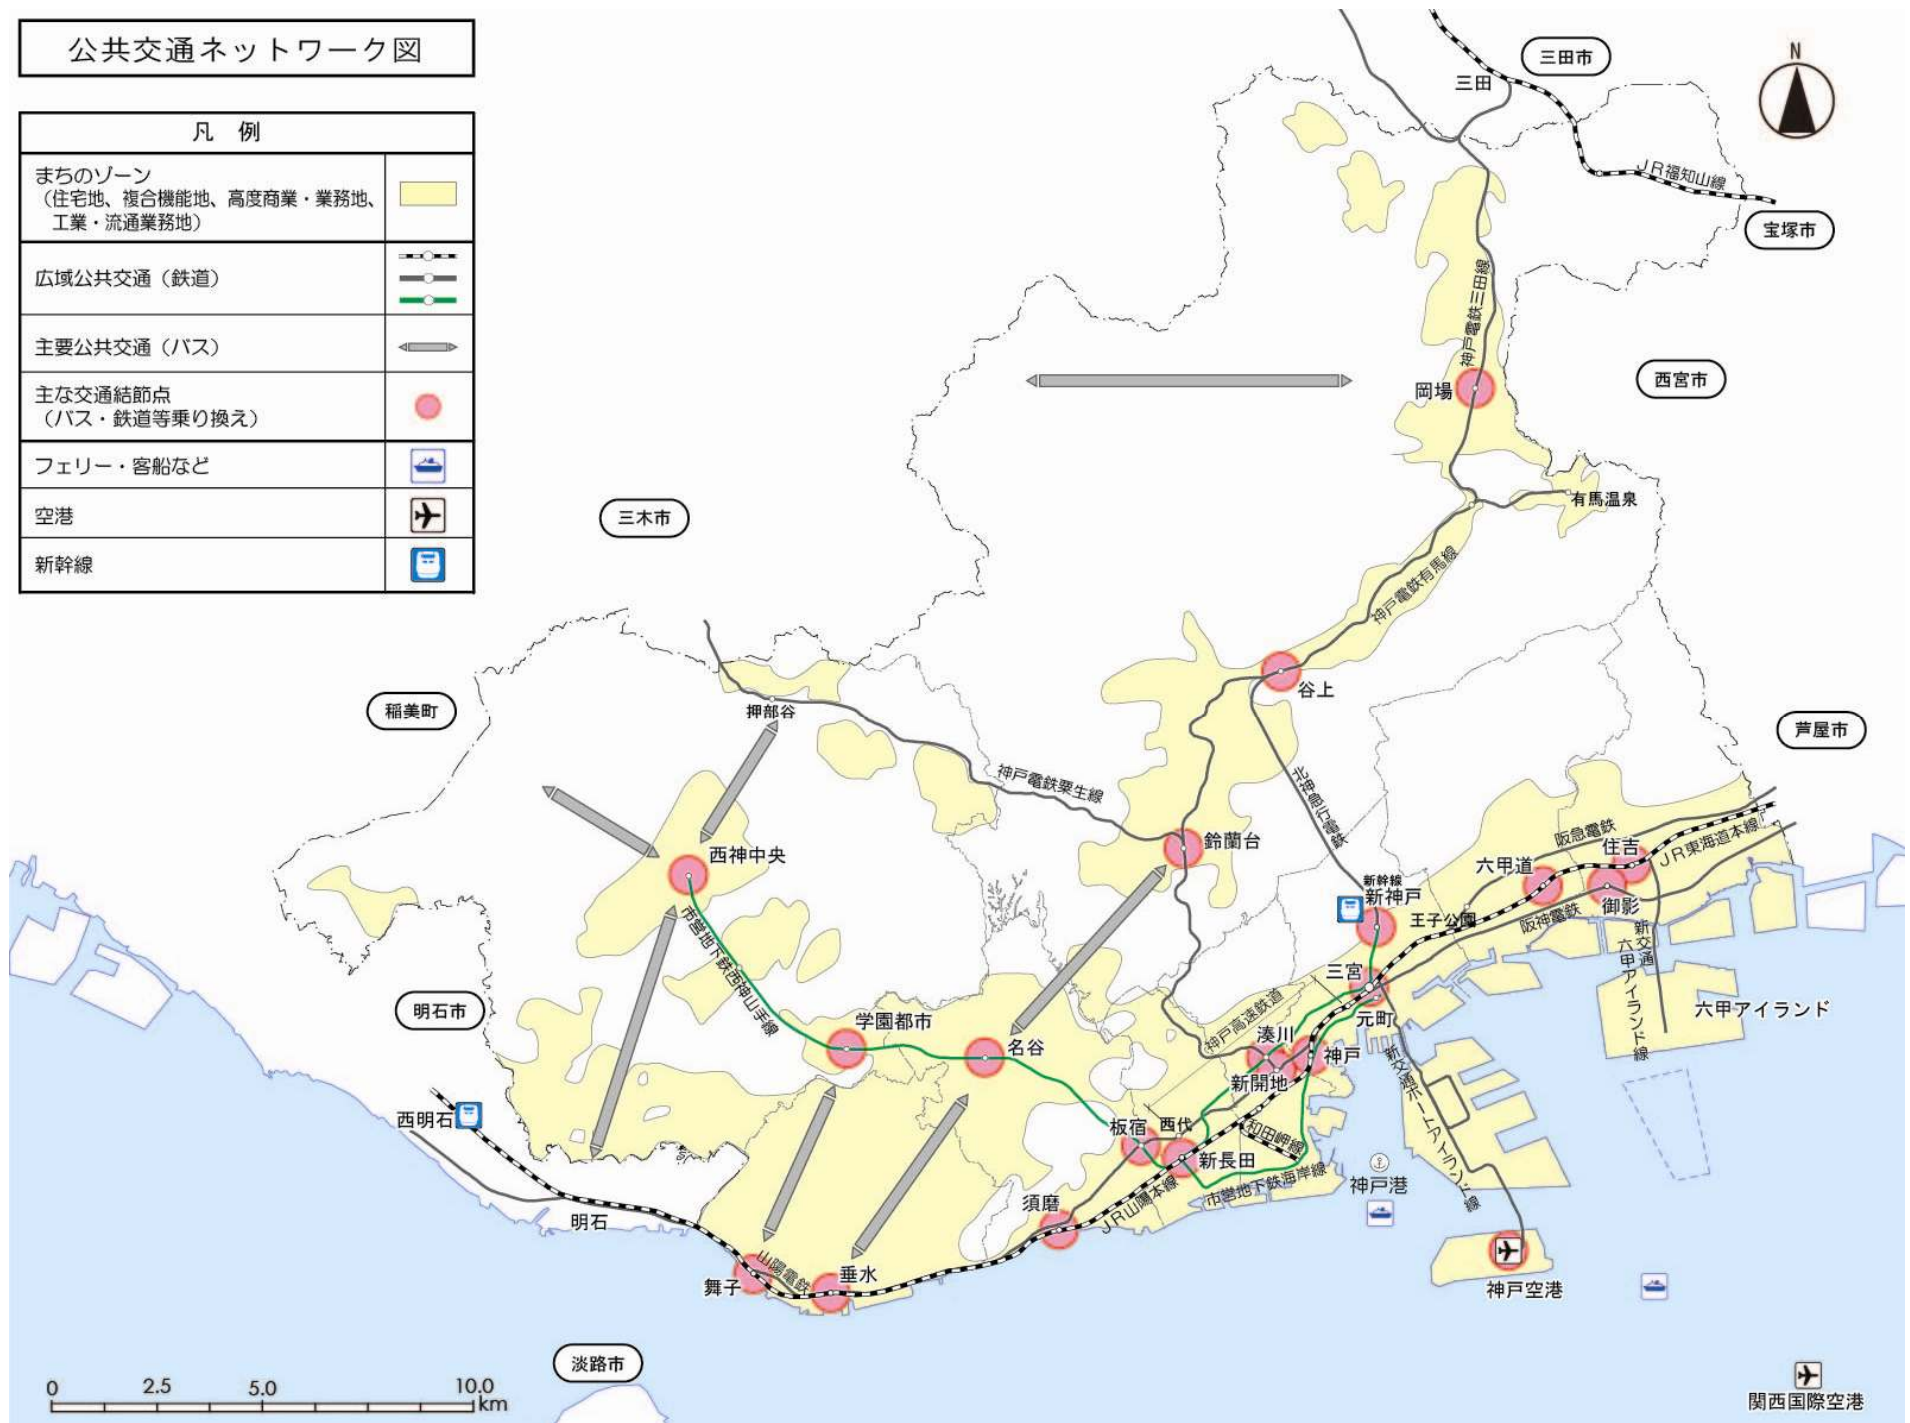 公共交通ネットワーク図
凡 例
まちのゾーン
（住宅地、複合機能地、高度商業・業務地、
工業・流通業務地）
広域公共交通（鉄道）
主要公共交通（バス）
主な交通結節点
（バス・鉄道等乗り換え）
フェリー・客船など
空港
新幹線
N
三田市
三田
JR福知山線
宝塚市
神戸電鉄三田線
西宮市
岡場
有馬温泉
三木市
神戸電鉄有馬線
谷上
稲美町
押部谷
芦屋市
神戸電鉄粟生線
北神急行電鉄
鈴蘭台
西神中央
阪急電鉄
住吉
JR東海道本線
六甲道
新幹線
新神戸
王子公園
阪神電鉄
御影
市営地下鉄西神山手線
新交通
六甲アイランド線
三宮
明石市
学園都市
名谷
神戸高速鉄道
元町
六甲アイランド
湊川
神戸
新開地
新交通ポートアイランド線
西明石
板宿
西代
和田岬線
新長田
市営地下鉄海岸線
神戸港
須磨
JR山陽本線
明石
山陽電鉄
舞子
垂水
神戸空港
淡路市
関西国際空港
0 2.5 5.0 10.0
km